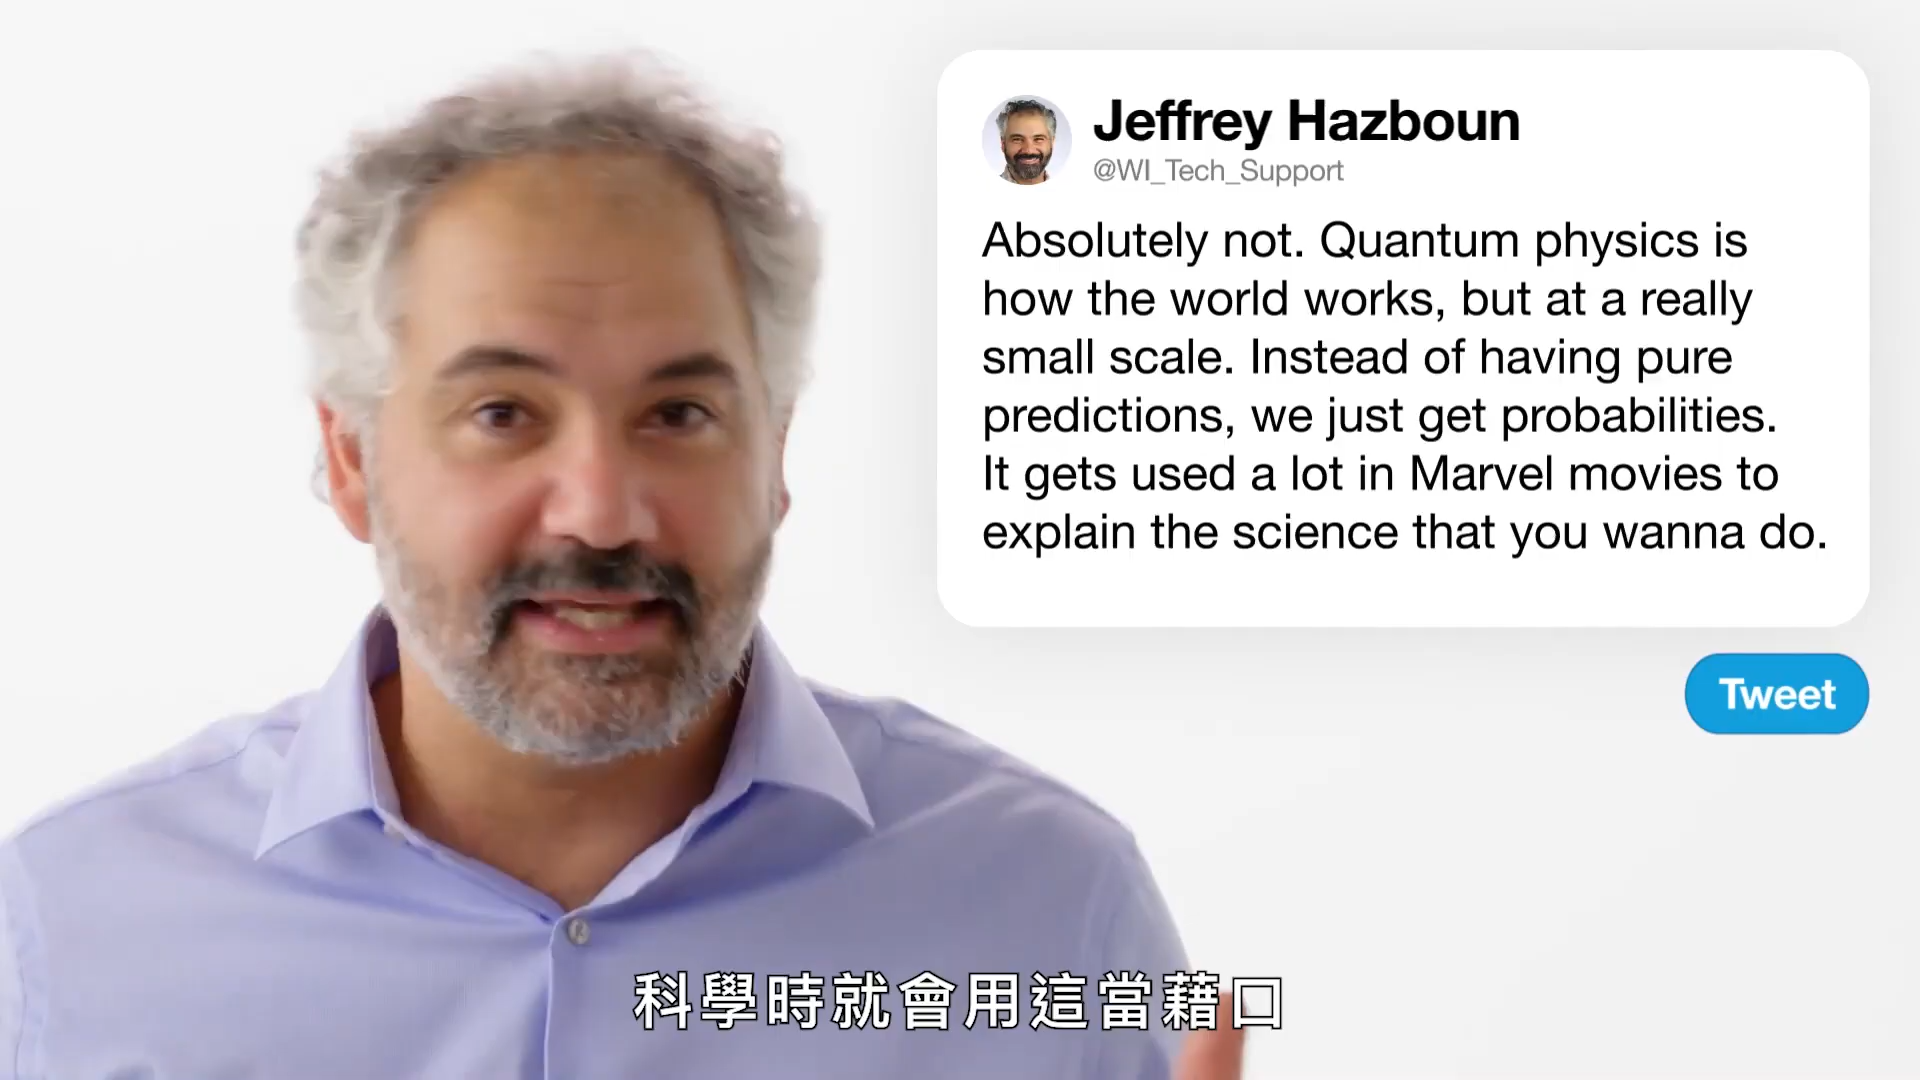 Jeffrey Hazboun
@WI_Tech_Support
Absolutely not. Quantum physics is
how the world works, but at a really
small scale. Instead of having pure
predictions, we just get probabilities.
It gets used a lot in Marvel movies to
explain the science that you wanna do.
Tweet
科學時就會用這當藉口